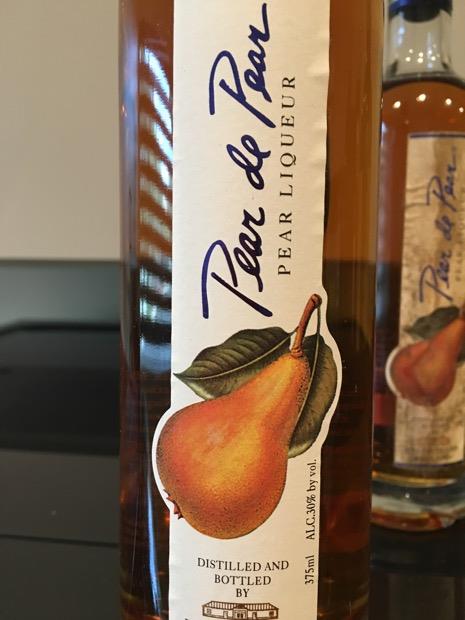 Pear de Pear
PEAR LIQUEUR
375ml ALC.30% by vol.
DISTILLED AND
BOTTLED
BY
Pear de Pear